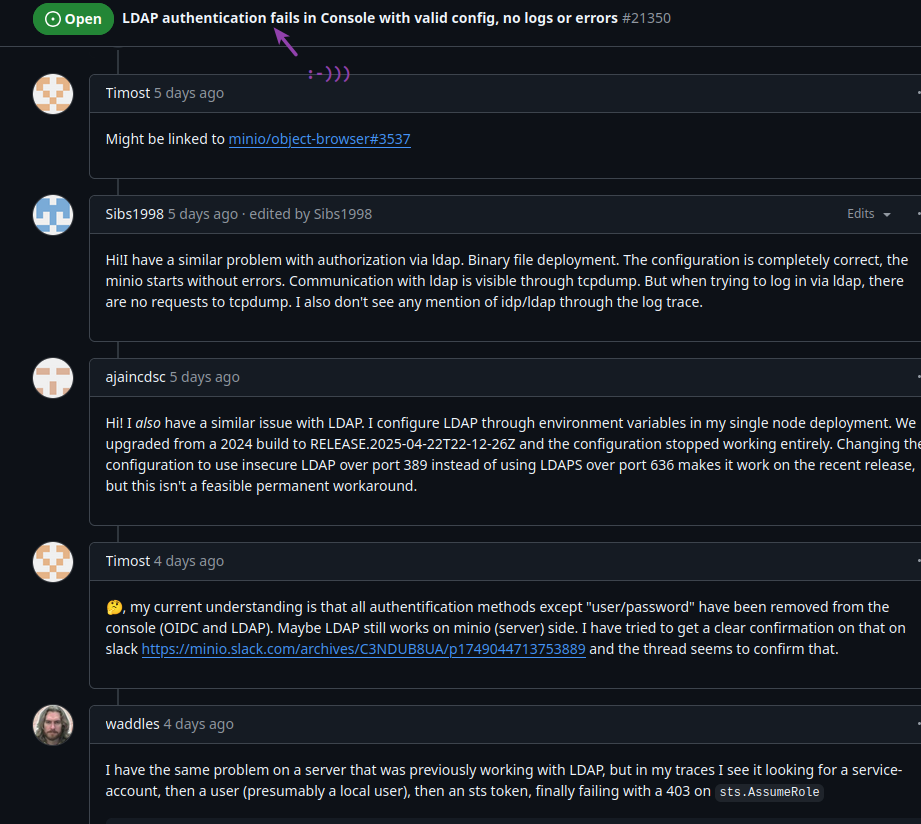 Open LDAP authentication fails in Console with valid config, no logs or errors #21350
:-)))
Timost 5 days ago
Might be linked to minio/object-browser#3537
Sibs1998 5 days ago · edited by Sibs1998 Edits
Hi!I have a similar problem with authorization via ldap. Binary file deployment. The configuration is completely correct, the
minio starts without errors. Communication with ldap is visible through tcpdump. But when trying to log in via ldap, there
are no requests to tcpdump. I also don't see any mention of idp/ldap through the log trace.
ajaincdsc 5 days ago
Hi! I also have a similar issue with LDAP. I configure LDAP through environment variables in my single node deployment. We
upgraded from a 2024 build to RELEASE.2025-04-22T22-12-26Z and the configuration stopped working entirely. Changing the
configuration to use insecure LDAP over port 389 instead of using LDAPS over port 636 makes it work on the recent release,
but this isn't a feasible permanent workaround.
Timost 4 days ago
🤔, my current understanding is that all authentification methods except "user/password" have been removed from the
console (OIDC and LDAP). Maybe LDAP still works on minio (server) side. I have tried to get a clear confirmation on that on
slack https://minio.slack.com/archives/C3NDUB8UA/p1749044713753889 and the thread seems to confirm that.
waddles 4 days ago
I have the same problem on a server that was previously working with LDAP, but in my traces I see it looking for a service-
account, then a user (presumably a local user), then an sts token, finally failing with a 403 on sts.AssumeRole